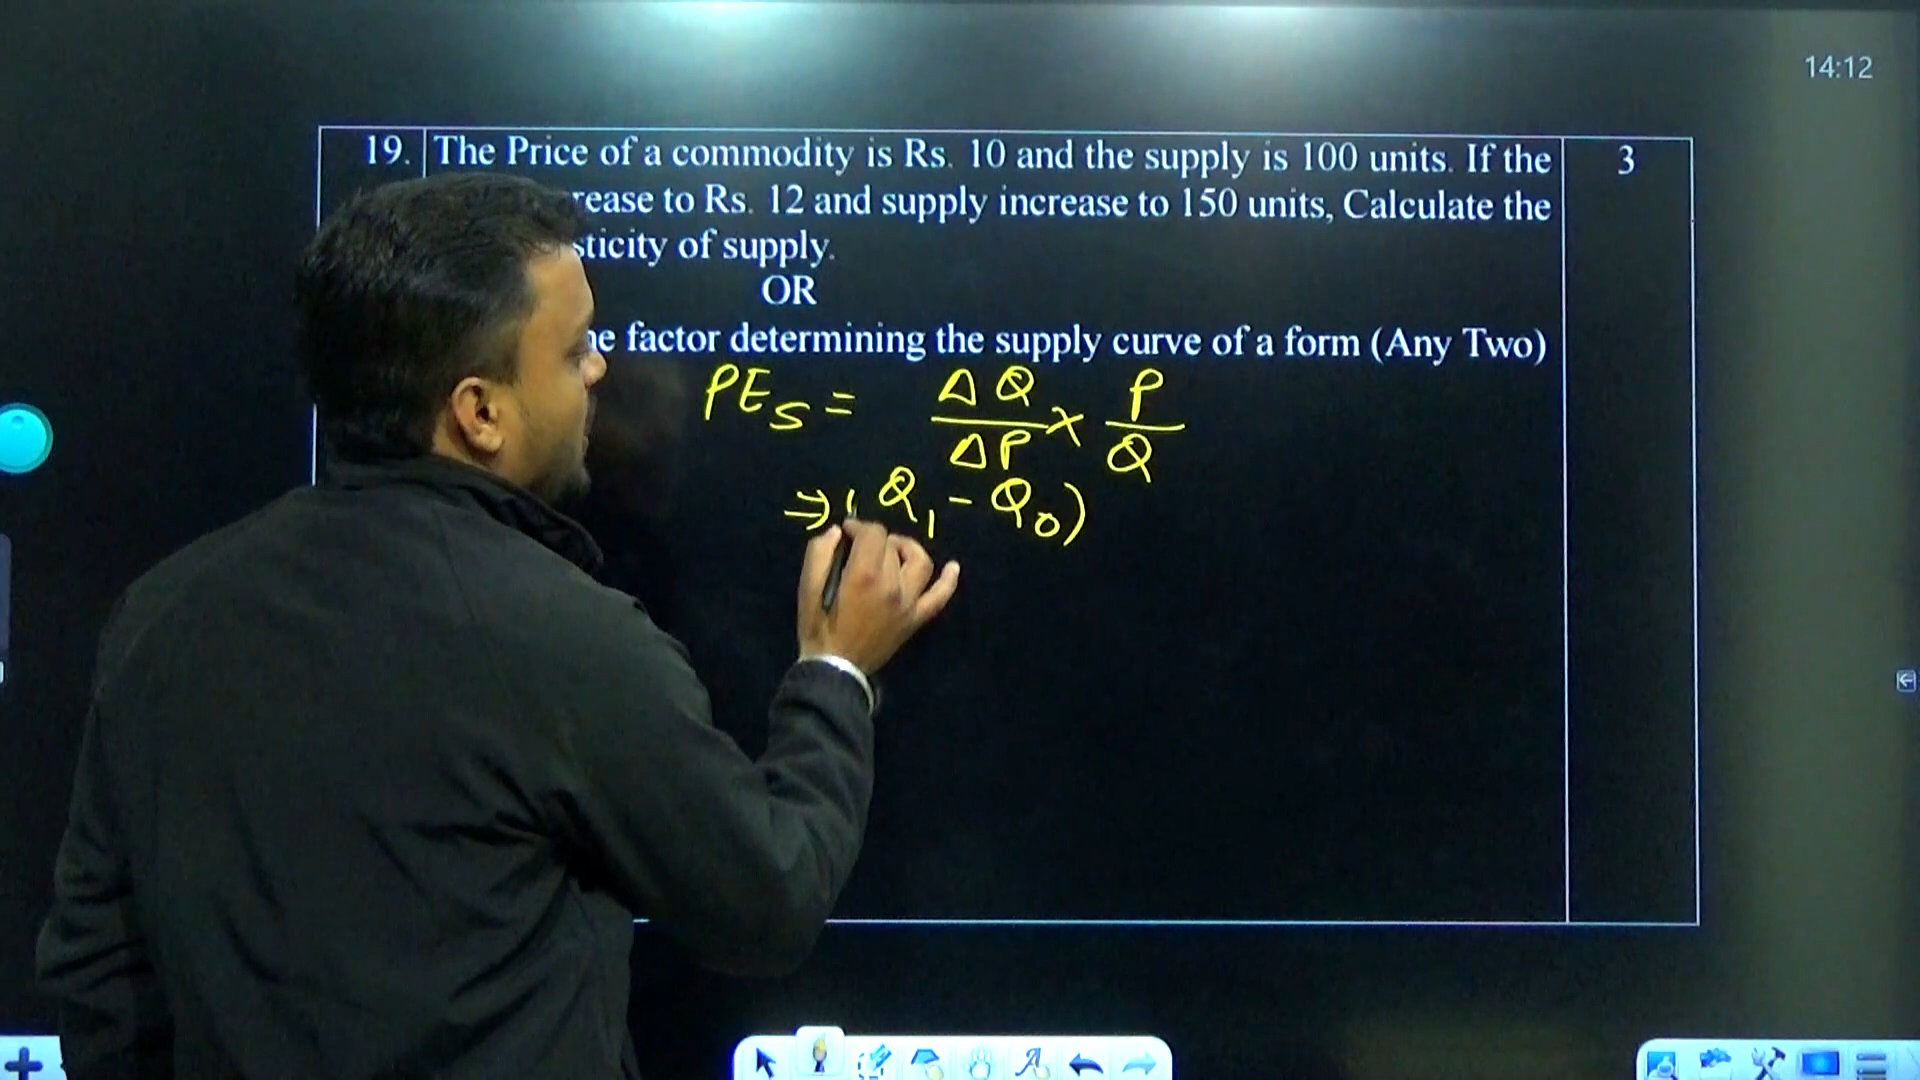 14:12
19. The Price of a commodity is Rs. 10 and the supply is 100 units. If the 3
rease to Rs. 12 and supply increase to 150 units, Calculate the
sticity of supply.
OR
he factor determining the supply curve of a form (Any Two)
PEs = ΔQ/ΔP × P/Q
⇒ (Q₁ - Q₀)